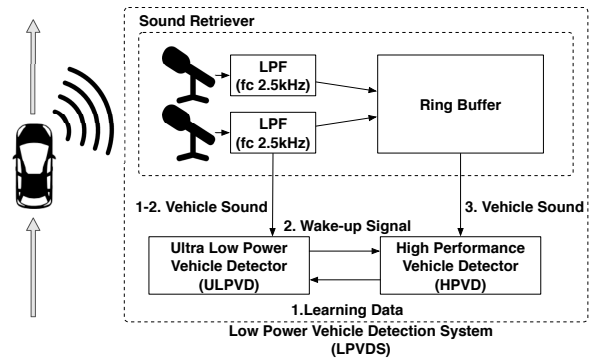 Sound Retriever
LPF
(fc 2.5kHz)
LPF
(fc 2.5kHz)
Ring Buffer
1-2. Vehicle Sound
3. Vehicle Sound
2. Wake-up Signal
Ultra Low Power
Vehicle Detector
(ULPVD)
High Performance
Vehicle Detector
(HPVD)
1.Learning Data
Low Power Vehicle Detection System
(LPVDS)